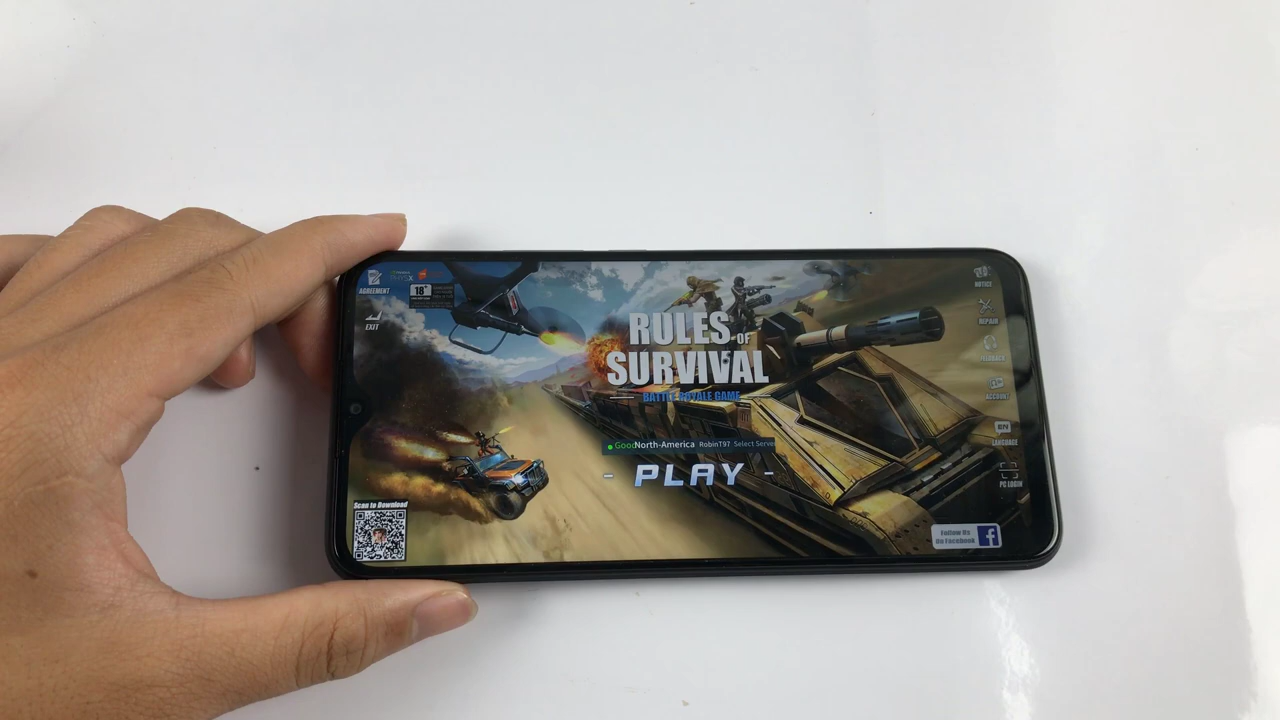 AGREEMENT
18+
EXIT
NOTICE
REPAIR
FEEDBACK
ACCOUNT
EN
LANGUAGE
PC LOGIN
RULES OF
SURVIVAL
BATTLE ROYALE GAME
Good North-America RobinT97 Select Server
- PLAY -
Scan to Download
Follow Us
On Facebook
f